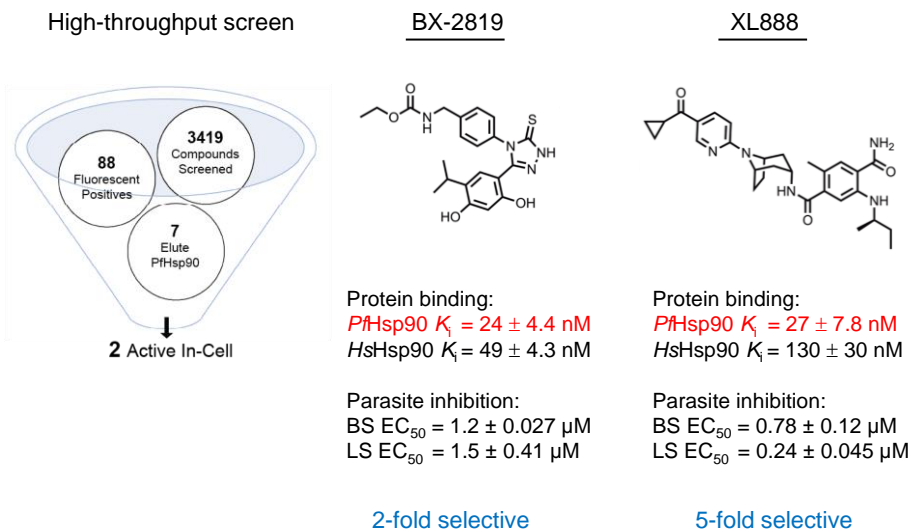 High-throughput screen
3419
Compounds
Screened
88
Fluorescent
Positives
7
Elute
PfHsp90
2 Active In-Cell
BX-2819
O
O
N
H
S
N
NH
N
HO
OH
Protein binding:
PfHsp90 Ki = 24 ± 4.4 nM
HsHsp90 Ki = 49 ± 4.3 nM
Parasite inhibition:
BS EC50 = 1.2 ± 0.027 µM
LS EC50 = 1.5 ± 0.41 µM
2-fold selective
XL888
O
N
N
NH2
O
HN
O
NH
Protein binding:
PfHsp90 Ki = 27 ± 7.8 nM
HsHsp90 Ki = 130 ± 30 nM
Parasite inhibition:
BS EC50 = 0.78 ± 0.12 µM
LS EC50 = 0.24 ± 0.045 µM
5-fold selective